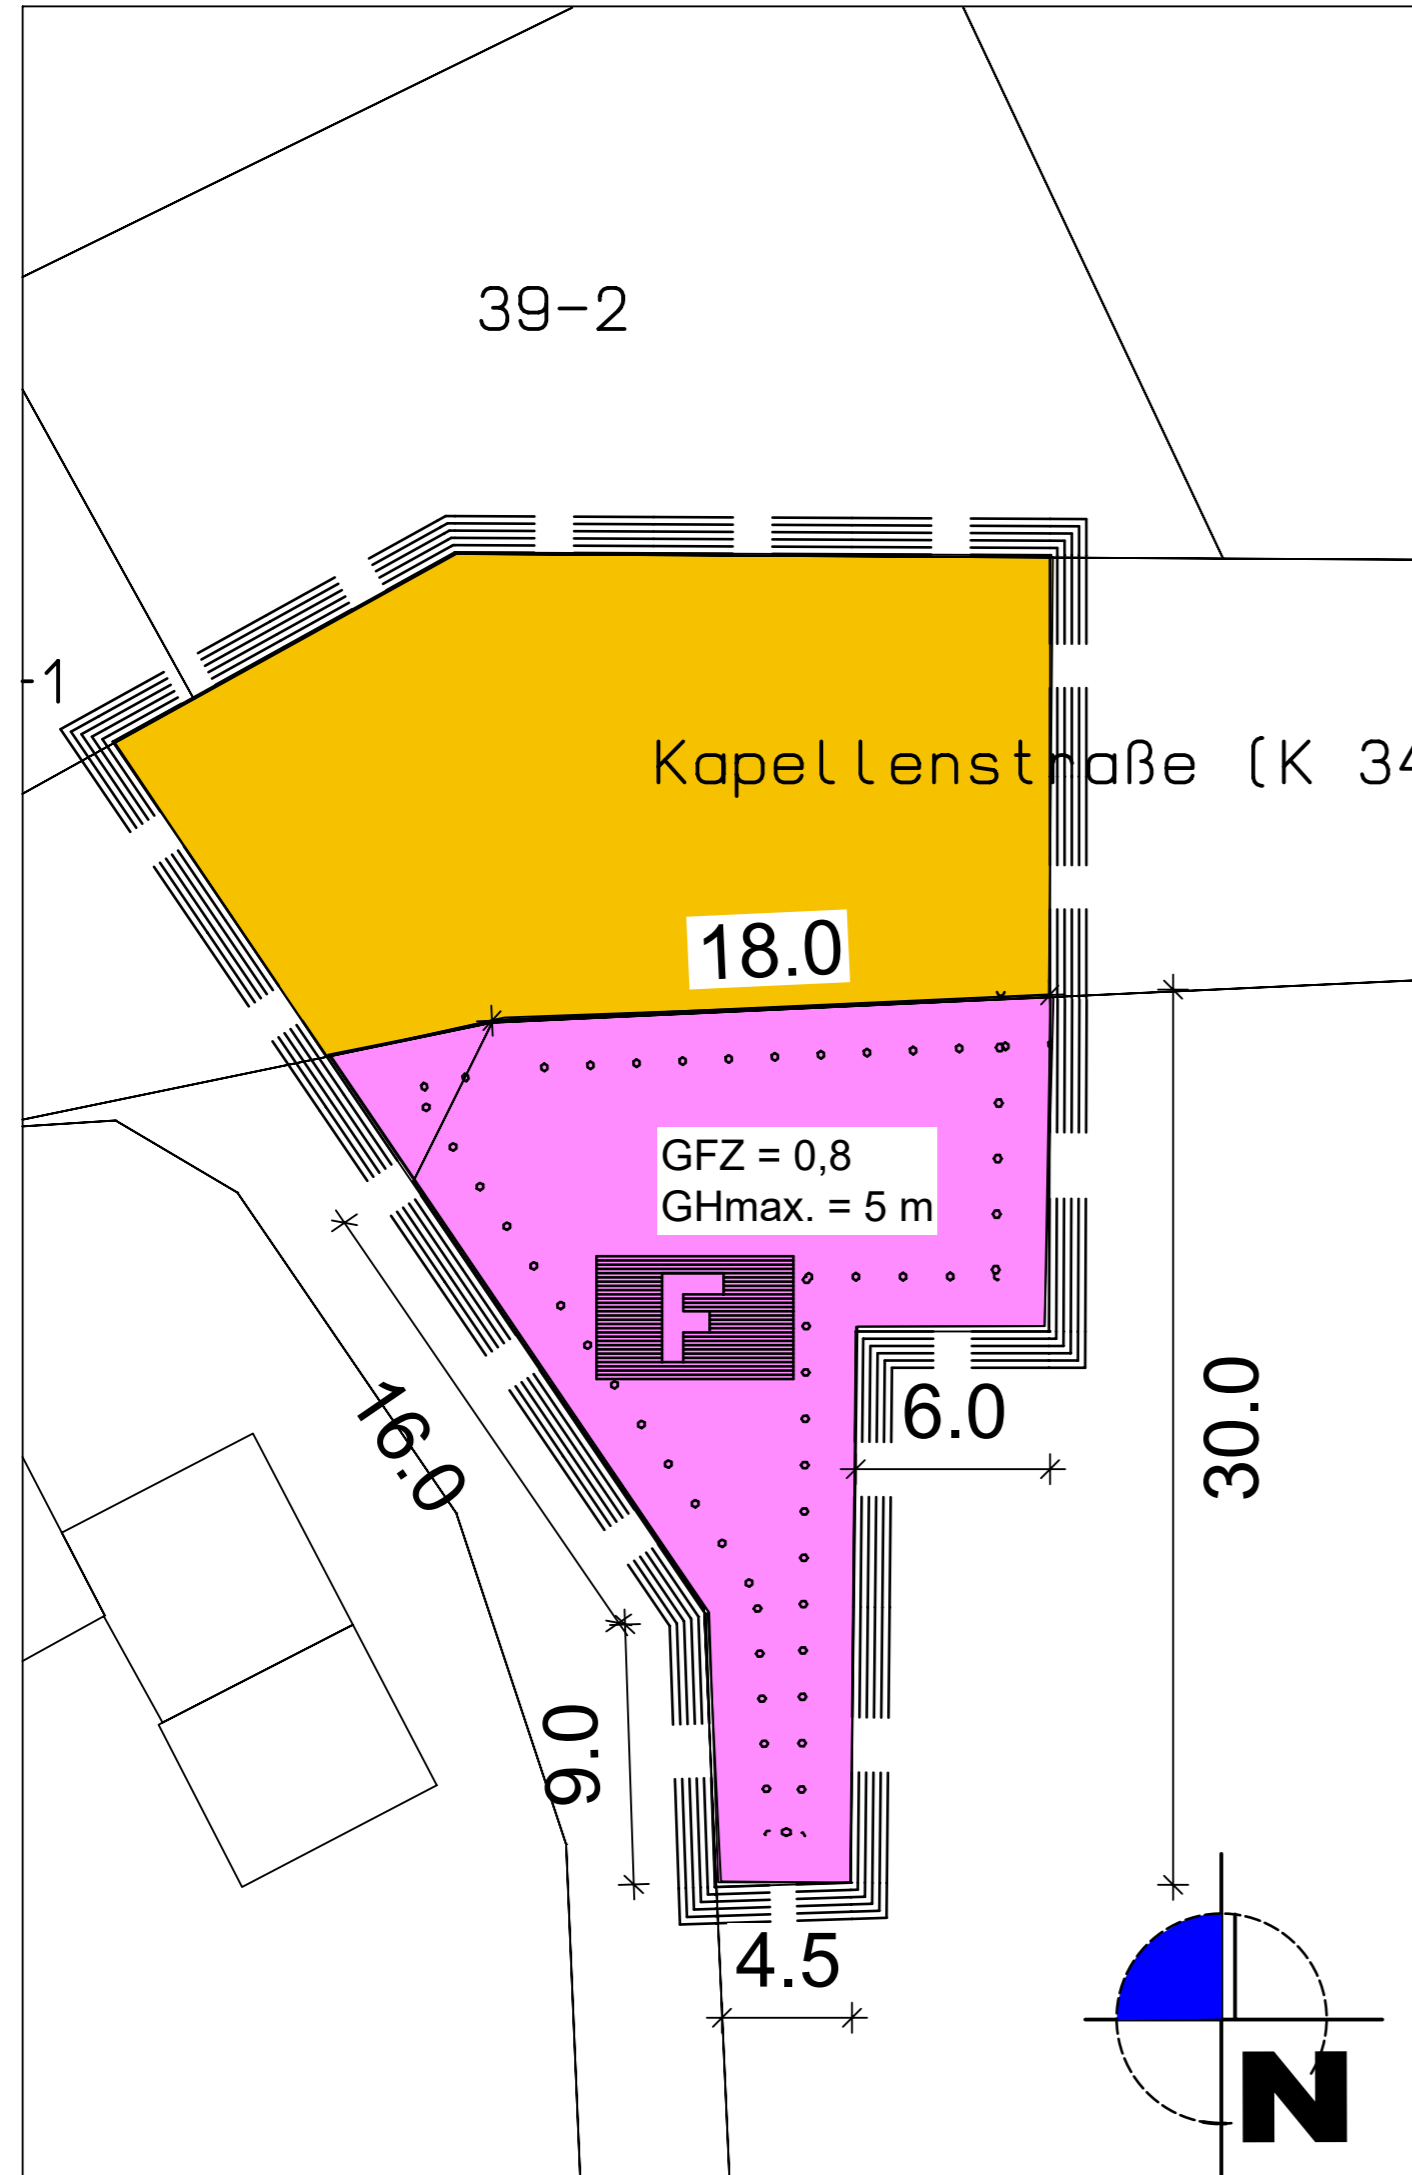 39-2
-1
Kapellenstraße (K 34
18.0
GFZ = 0,8
GHmax. = 5 m
F
16.0
6.0
30.0
9.0
4.5
N